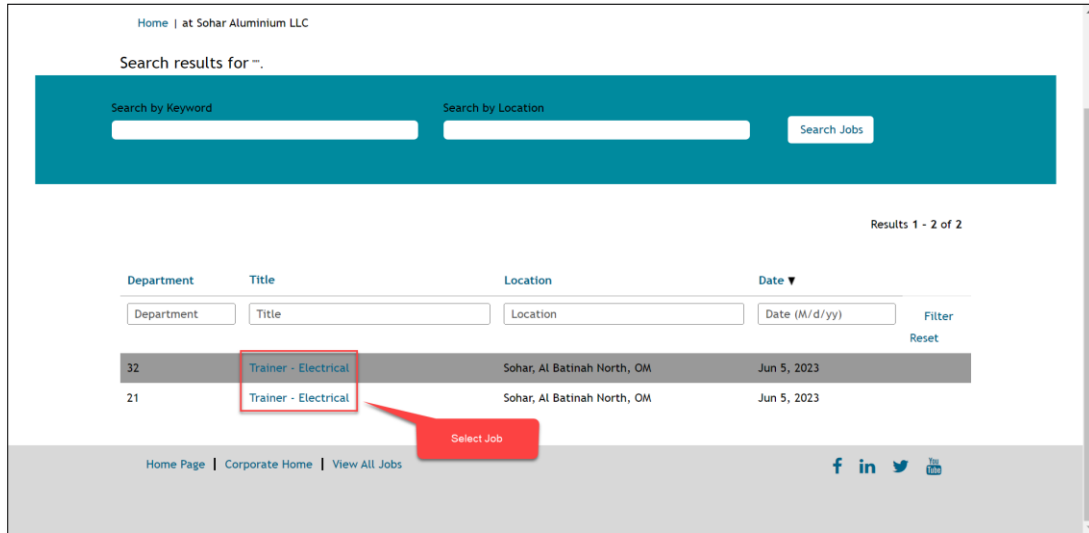 Home | at Sohar Aluminium LLC
Search results for "".
Search by Keyword
Search by Location
Search Jobs
Results 1 – 2 of 2
Department Title Location Date ▼
Department Title Location Date (M/d/yy) Filter
Reset
32 Trainer - Electrical Sohar, Al Batinah North, OM Jun 5, 2023
21 Trainer - Electrical Sohar, Al Batinah North, OM Jun 5, 2023
Select Job
Home Page | Corporate Home | View All Jobs
f in You Tube